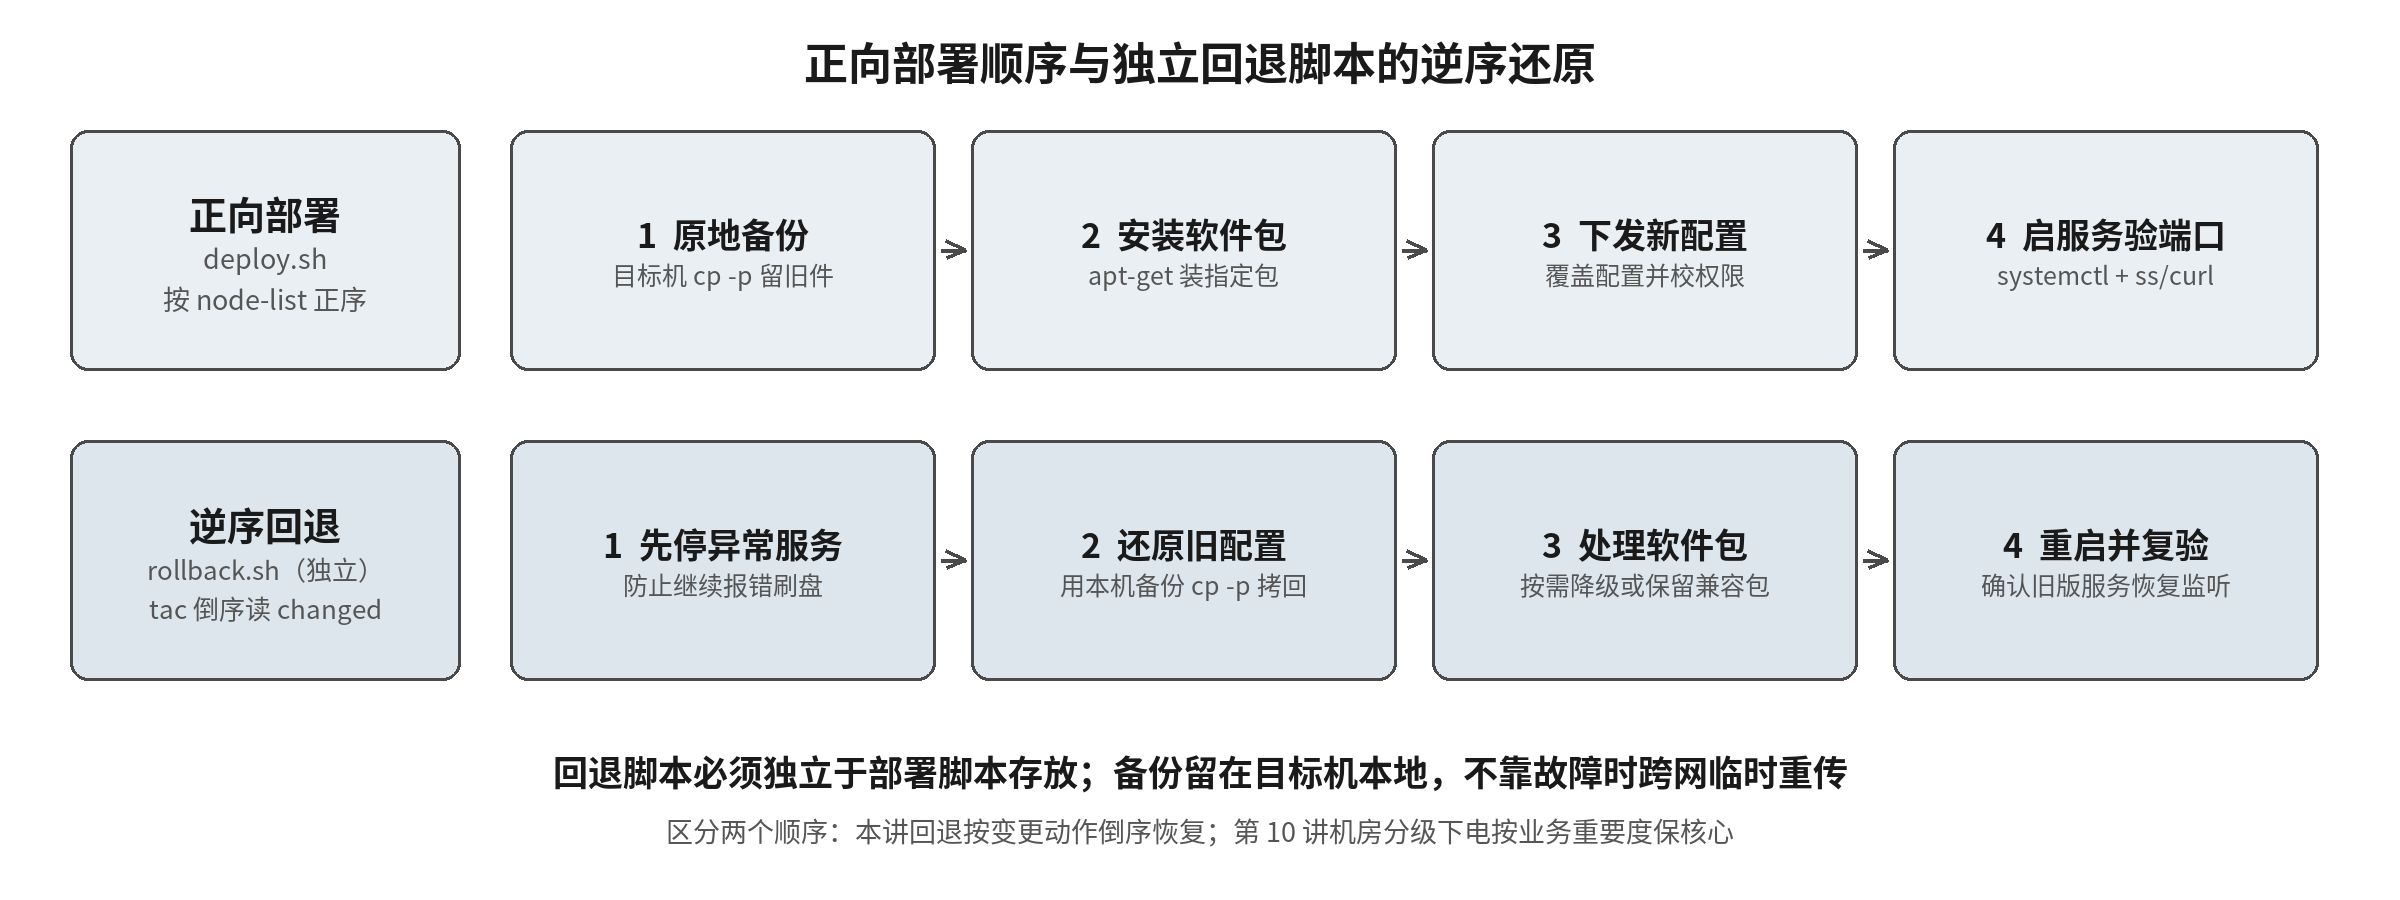 正向部署顺序与独立回退脚本的逆序还原
正向部署
deploy.sh
按 node-list 正序
1 原地备份
目标机 cp -p 留旧件
2 安装软件包
apt-get 装指定包
3 下发新配置
覆盖配置并校权限
4 启服务验端口
systemctl + ss/curl
逆序回退
rollback.sh（独立）
tac 倒序读 changed
1 先停异常服务
防止继续报错刷盘
2 还原旧配置
用本机备份 cp -p 拷回
3 处理软件包
按需降级或保留兼容包
4 重启并复验
确认旧版服务恢复监听
回退脚本必须独立于部署脚本存放；备份留在目标机本地，不靠故障时跨网临时重传
区分两个顺序：本讲回退按变更动作倒序恢复；第 10 讲机房分级下电按业务重要度保核心